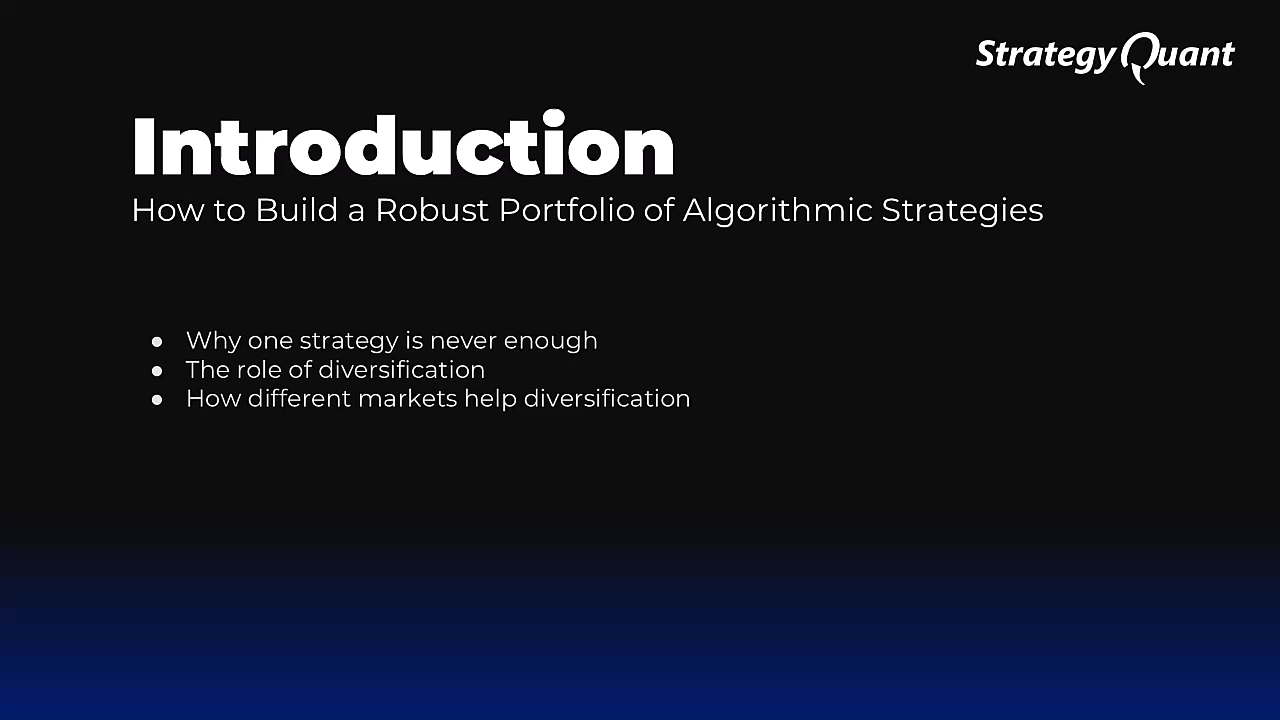 StrategyQuant
Introduction
How to Build a Robust Portfolio of Algorithmic Strategies
● Why one strategy is never enough
● The role of diversification
● How different markets help diversification